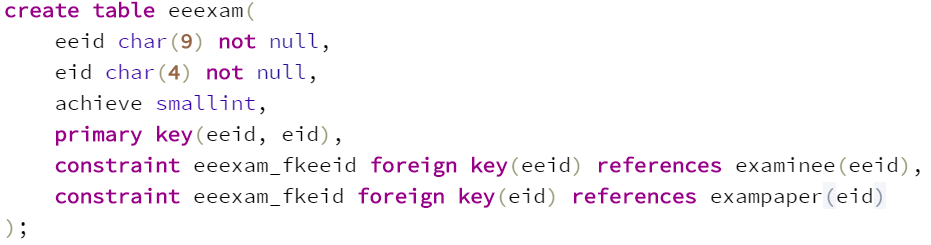 create table eeexam(
    eeid char(9) not null,
    eid char(4) not null,
    achieve smallint,
    primary key(eeid, eid),
    constraint eeexam_fkeeid foreign key(eeid) references examinee(eeid),
    constraint eeexam_fkeid foreign key(eid) references exampaper(eid)
);